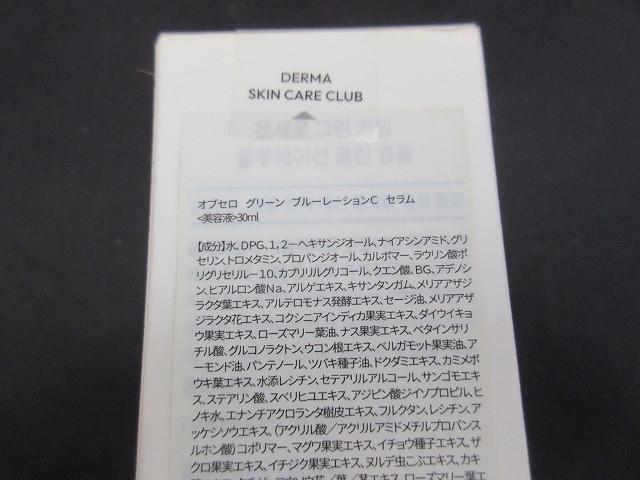 DERMA
SKIN CARE CLUB
オブセロ グリーン ブルーレーションC セラム
<美容液>30ml
【成分】水、DPG、1,2ーヘキサンジオール、ナイアシンアミド、グリ
セリン、トロメタミン、プロパンジオール、カルボマー、ラウリン酸ポ
リグリセリルー10、カプリリルグリコール、クエン酸、BG、アデノシ
ン、ヒアルロン酸Na、アルゲエキス、キサンタンガム、メリアアザジ
ラクタ葉エキス、アルテロモナス発酵エキス、セージ油、メリアアザ
ジラクタ花エキス、コクシニアインディカ果実エキス、ダイウイキョ
ウ果実エキス、ローズマリー葉油、ナス果実エキス、ベタインサリ
チル酸、グルコノラクトン、ウコン根エキス、ベルガモット果実油、ア
ーモンド油、パンテノール、ツバキ種子油、ドクダミエキス、カミメボ
ウキ葉エキス、水添レシチン、セテアリルアルコール、サンゴモエキ
ス、ステアリン酸、スベリヒユエキス、アジピン酸ジイソプロピル、ヒ
ノキ水、エナンチアクロランタ樹皮エキス、フルクタン、レシチン、ア
ッケシソウエキス、(アクリル酸/アクリルアミドメチルプロパンス
ルホン酸)コポリマー、マグワ果実エキス、イチョウ種子エキス、ザ
クロ果実エキス、イチジク果実エキス、ヌルデ虫こぶエキス、カキ